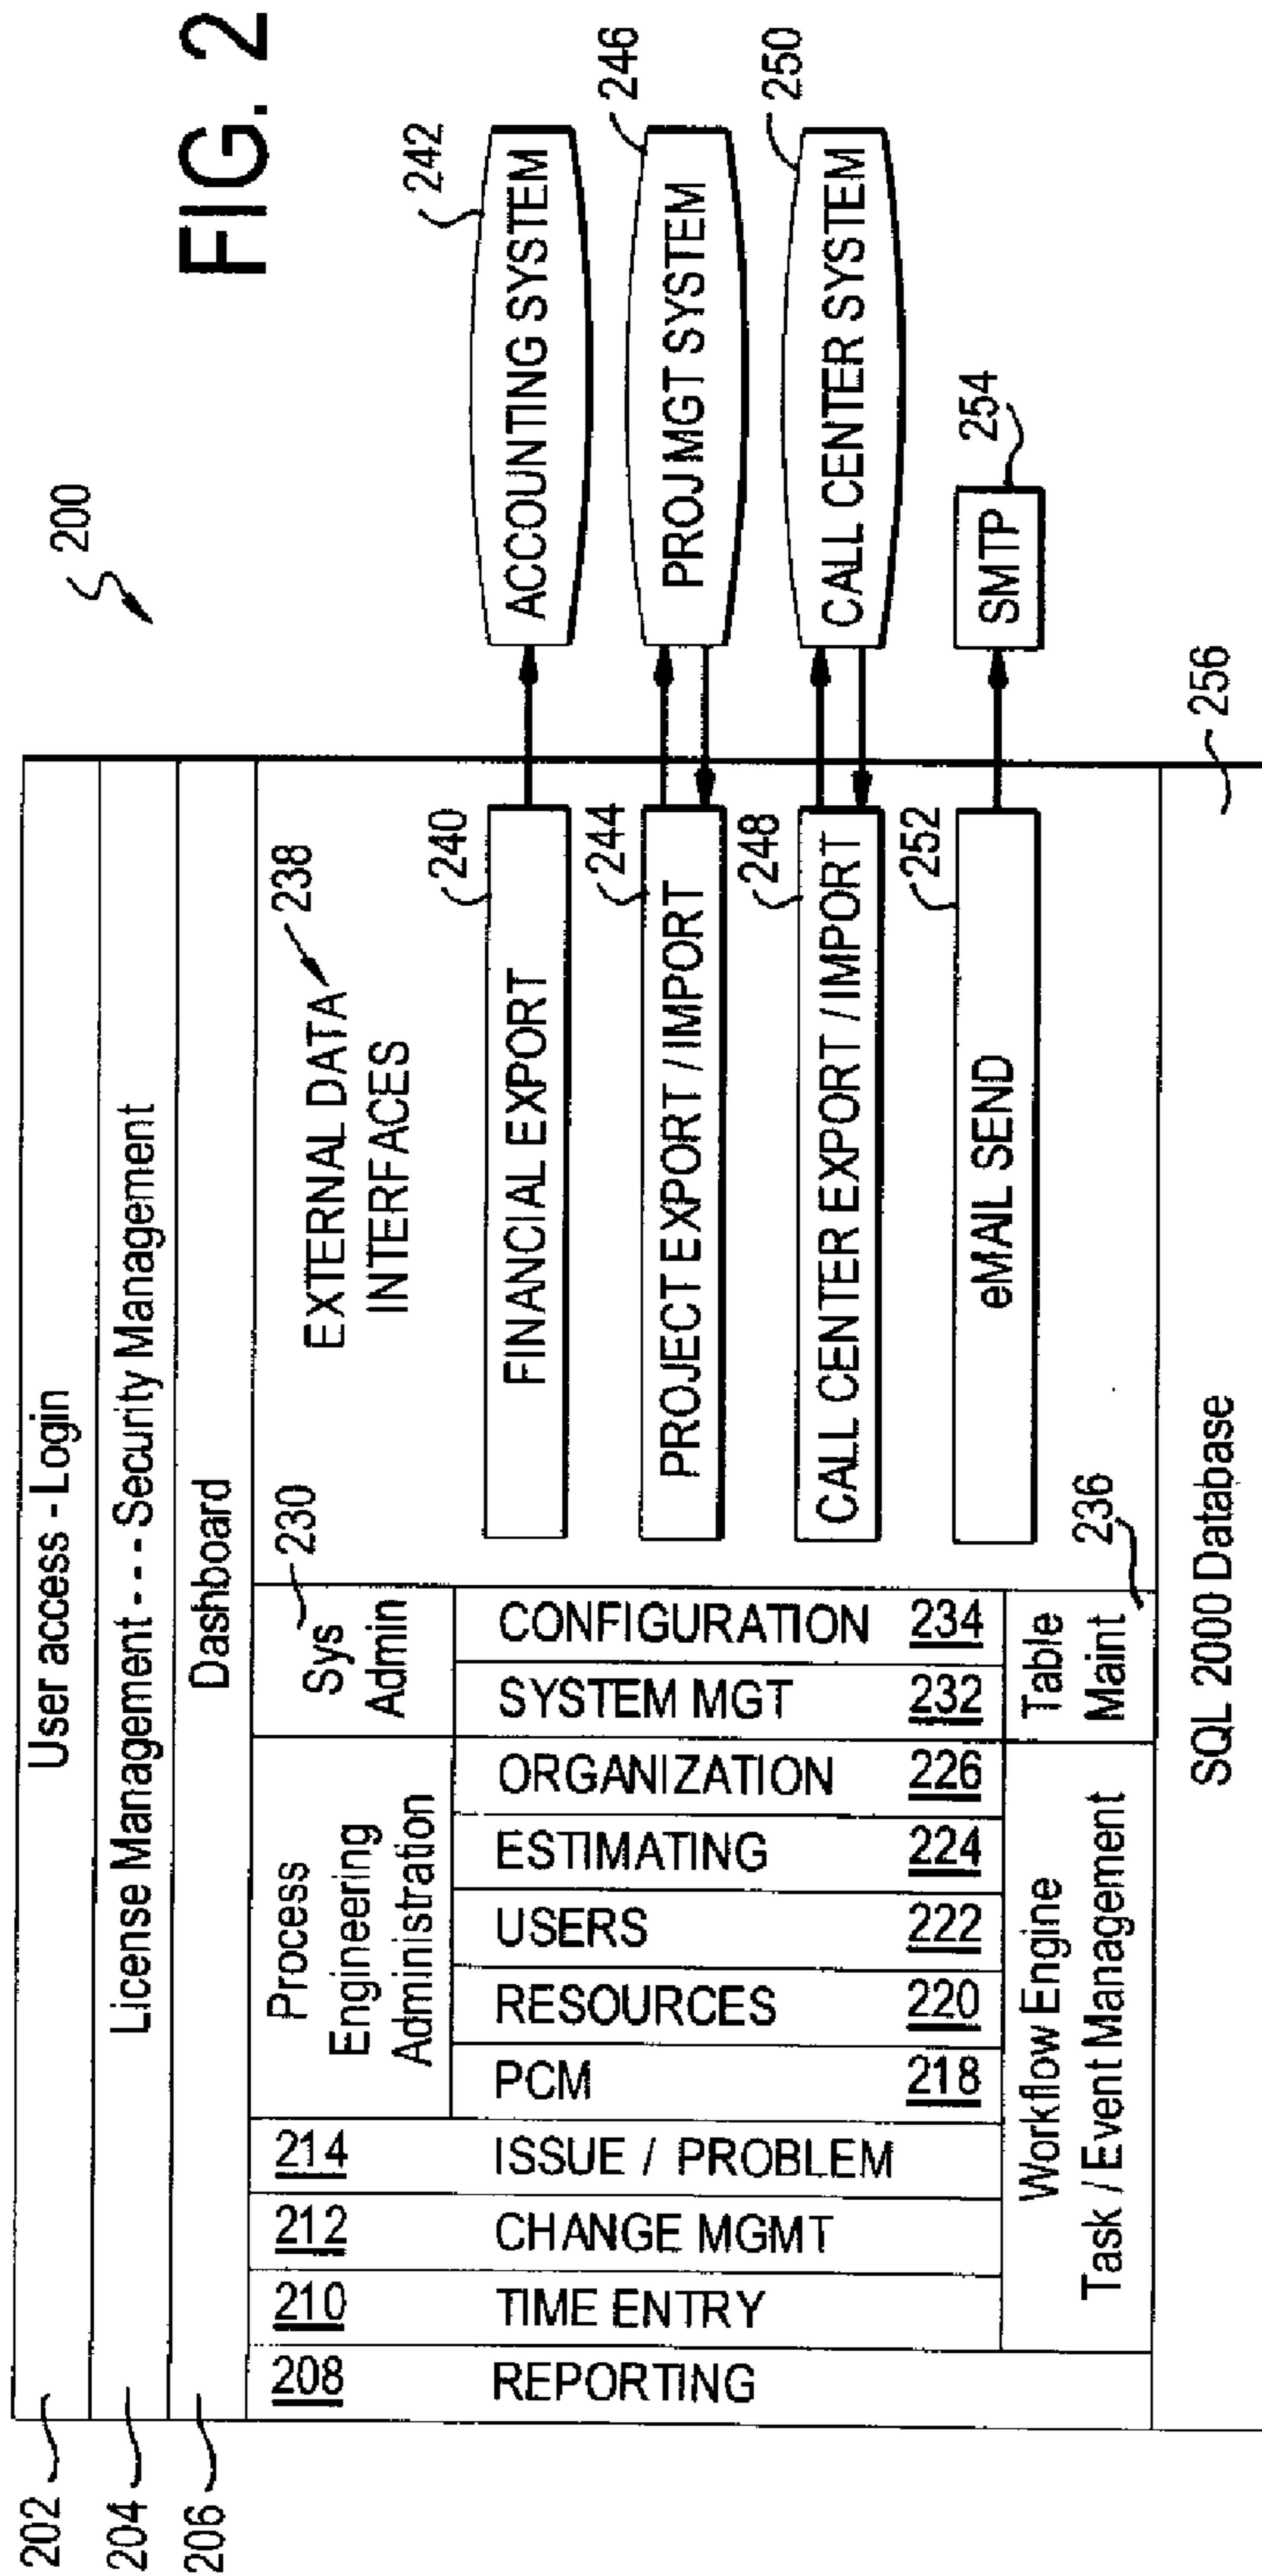 FIG. 2
200
202
User access - Login
204
License Management - - - Security Management
206
Dashboard
208
REPORTING
210
TIME ENTRY
212
CHANGE MGMT
214
ISSUE / PROBLEM
Process
Engineering
Administration
PCM
218
RESOURCES
220
USERS
222
ESTIMATING
224
ORGANIZATION
226
Sys
Admin
230
SYSTEM MGT
232
CONFIGURATION
234
Workflow Engine
Task / Event Management
Table
Maint
236
EXTERNAL DATA
INTERFACES
238
FINANCIAL EXPORT
240
ACCOUNTING SYSTEM
242
PROJECT EXPORT / IMPORT
244
PROJ MGT SYSTEM
246
CALL CENTER EXPORT / IMPORT
248
CALL CENTER SYSTEM
250
eMAIL SEND
252
SMTP
254
SQL 2000 Database
256